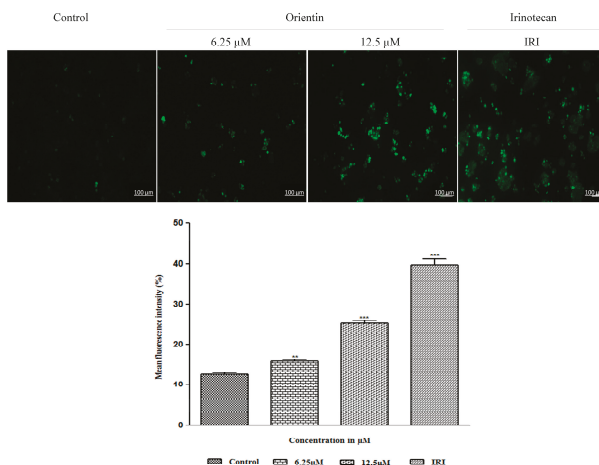 Control Orientin Irinotecan
6.25 µM 12.5 µM IRI
100 µm 100 µm 100 µm 100 µm
50
40
30
20
10
0
Mean fluorescence intensity (%)
** *** ***
Concentration in µM
Control 6.25µM 12.5µM IRI